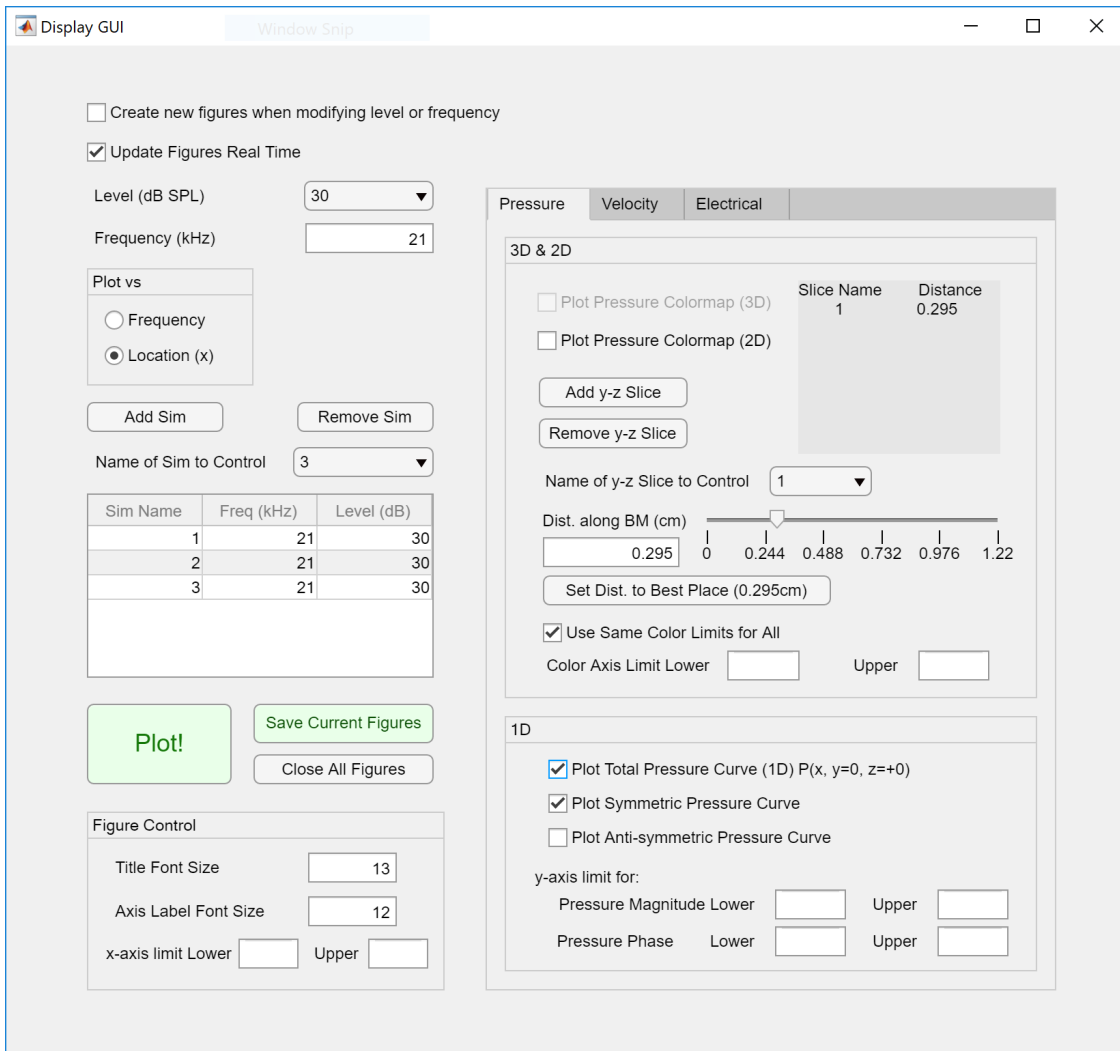 Display GUI
Window Snip
Create new figures when modifying level or frequency
Update Figures Real Time
Level (dB SPL) 30
Frequency (kHz) 21
Plot vs
Frequency
Location (x)
Add Sim Remove Sim
Name of Sim to Control 3
Sim Name Freq (kHz) Level (dB)
1 21 30
2 21 30
3 21 30
Plot!
Save Current Figures
Close All Figures
Figure Control
Title Font Size 13
Axis Label Font Size 12
x-axis limit Lower Upper
Pressure Velocity Electrical
3D & 2D
Plot Pressure Colormap (3D)
Plot Pressure Colormap (2D)
Slice Name Distance
1 0.295
Add y-z Slice
Remove y-z Slice
Name of y-z Slice to Control 1
Dist. along BM (cm)
0.295
0 0.244 0.488 0.732 0.976 1.22
Set Dist. to Best Place (0.295cm)
Use Same Color Limits for All
Color Axis Limit Lower Upper
1D
Plot Total Pressure Curve (1D) P(x, y=0, z=+0)
Plot Symmetric Pressure Curve
Plot Anti-symmetric Pressure Curve
y-axis limit for:
Pressure Magnitude Lower Upper
Pressure Phase Lower Upper